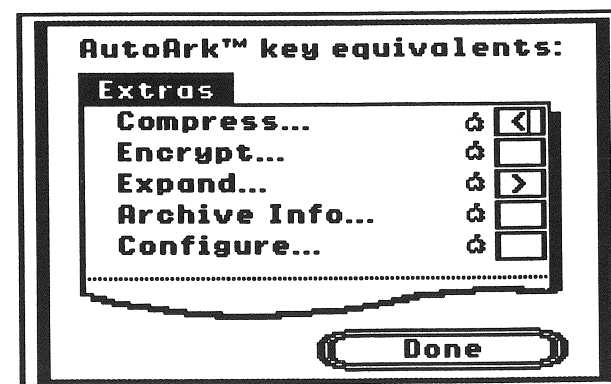 AutoArk™ key equivalents:
Extras
Compress... <
Encrypt...
Expand... >
Archive Info...
Configure...
Done